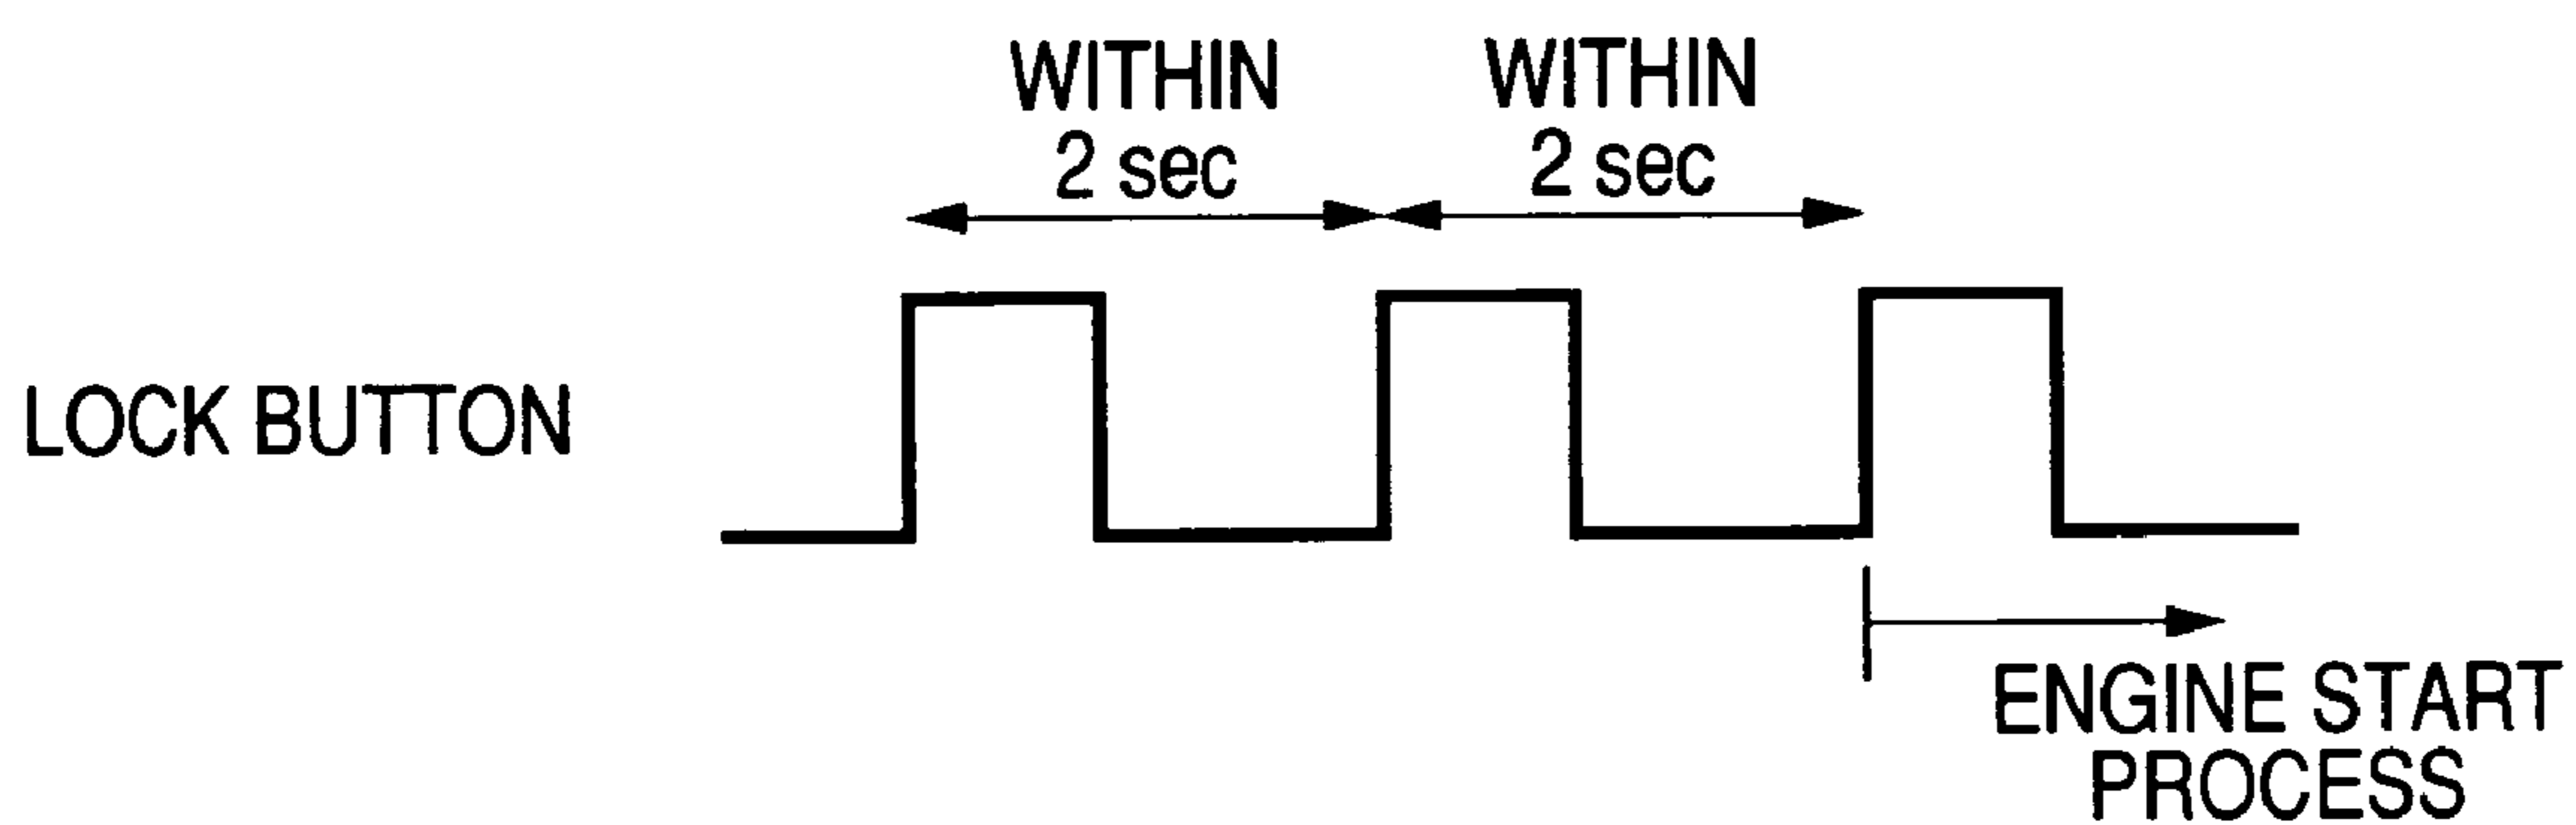 WITHIN
2 sec
WITHIN
2 sec
LOCK BUTTON
ENGINE START
PROCESS